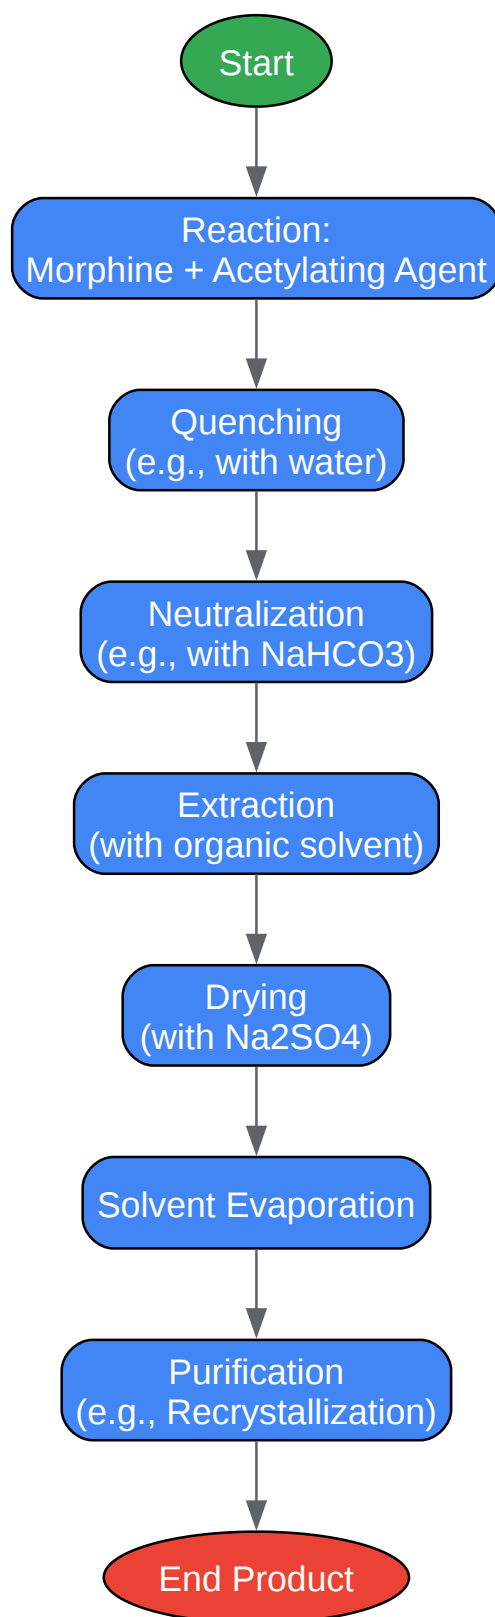 Start
Reaction:
Morphine + Acetylating Agent
Quenching
(e.g., with water)
Neutralization
(e.g., with NaHCO3)
Extraction
(with organic solvent)
Drying
(with Na2SO4)
Solvent Evaporation
Purification
(e.g., Recrystallization)
End Product